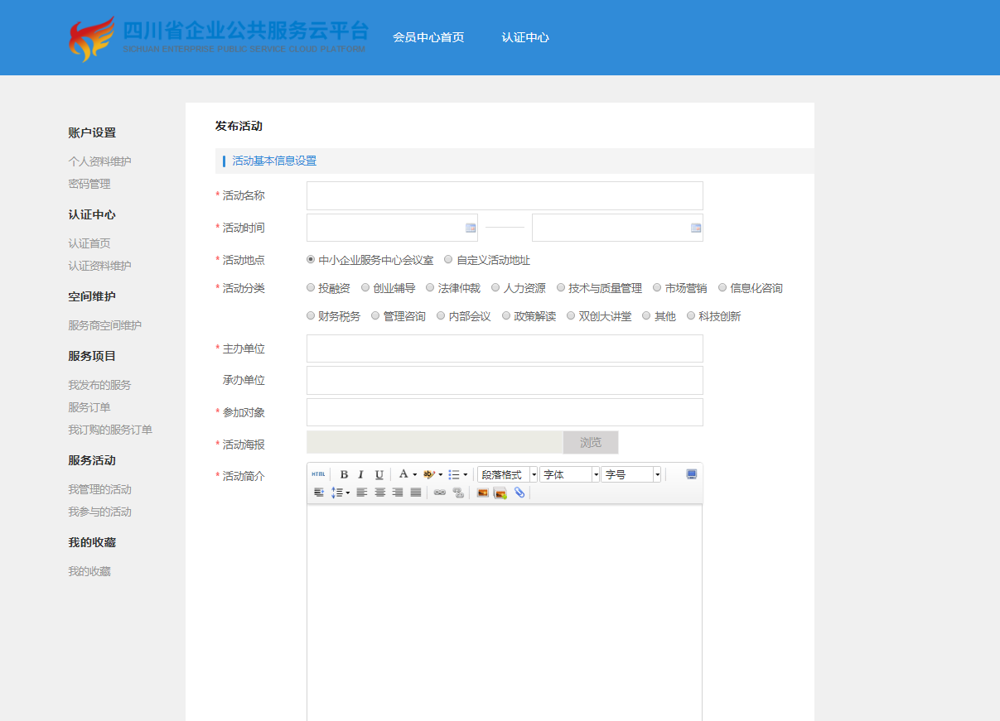 四川省企业公共服务云平台
SICHUAN ENTERPRISE PUBLIC SERVICE CLOUD PLATFORM
会员中心首页 认证中心
账户设置
个人资料维护
密码管理
认证中心
认证首页
认证资料维护
空间维护
服务商空间维护
服务项目
我发布的服务
服务订单
我订购的服务订单
服务活动
我管理的活动
我参与的活动
我的收藏
我的收藏
发布活动
活动基本信息设置
* 活动名称
* 活动时间
* 活动地点 中小企业服务中心会议室 自定义活动地址
* 活动分类 投融资 创业辅导 法律仲裁 人力资源 技术与质量管理 市场营销 信息化咨询
财务税务 管理咨询 内部会议 政策解读 双创大讲堂 其他 科技创新
* 主办单位
承办单位
* 参加对象
* 活动海报 浏览
* 活动简介 HTML B I U A ab 段落格式 字体 字号